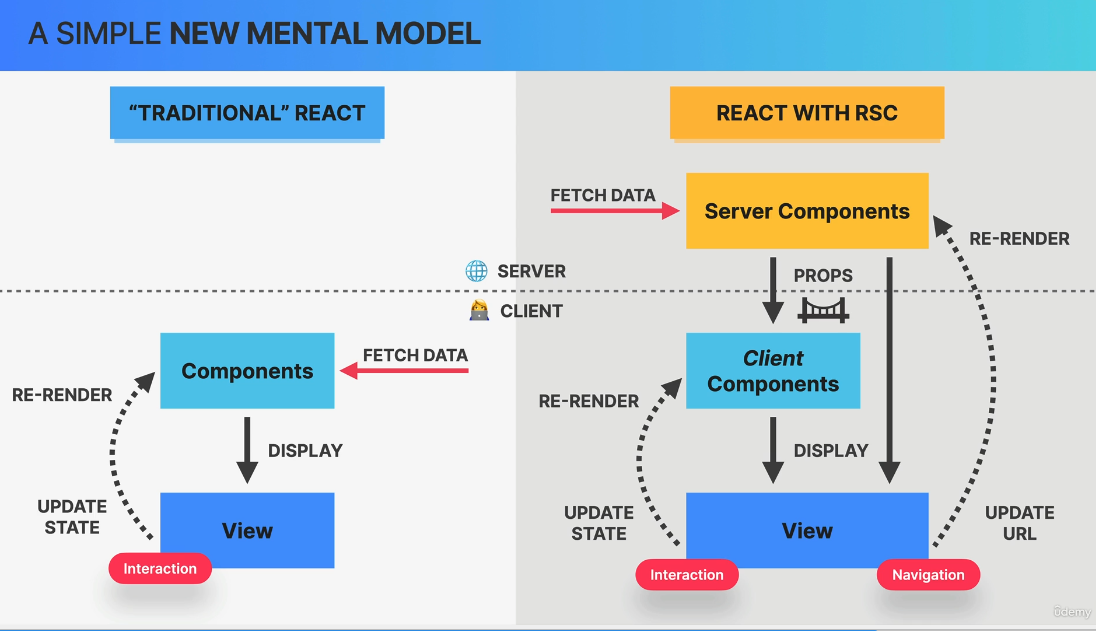 A SIMPLE NEW MENTAL MODEL
“TRADITIONAL” REACT
REACT WITH RSC
FETCH DATA
Server Components
RE-RENDER
SERVER
PROPS
CLIENT
Components
FETCH DATA
RE-RENDER
DISPLAY
UPDATE
STATE
View
Interaction
Client
Components
RE-RENDER
DISPLAY
UPDATE
STATE
View
UPDATE
URL
Interaction
Navigation
ûdemy